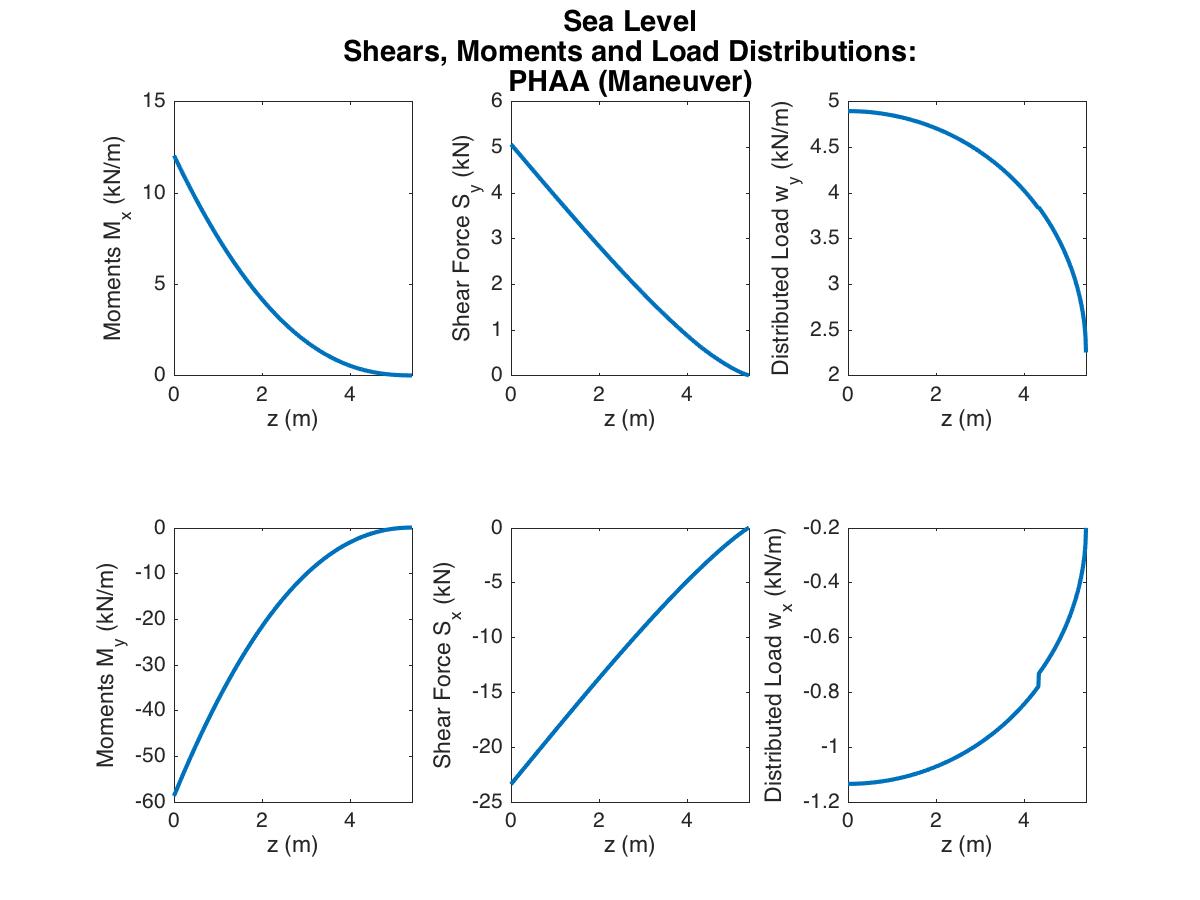 Sea Level
Shears, Moments and Load Distributions:
PHAA (Maneuver)
Moments M_x (kN/m)
15
10
5
0
0 2 4
z (m)
Shear Force S_y (kN)
6
5
4
3
2
1
0
0 2 4
z (m)
Distributed Load w_y (kN/m)
5
4.5
4
3.5
3
2.5
2
0 2 4
z (m)
Moments M_y (kN/m)
0
-10
-20
-30
-40
-50
-60
0 2 4
z (m)
Shear Force S_x (kN)
0
-5
-10
-15
-20
-25
0 2 4
z (m)
Distributed Load w_x (kN/m)
-0.2
-0.4
-0.6
-0.8
-1
-1.2
0 2 4
z (m)